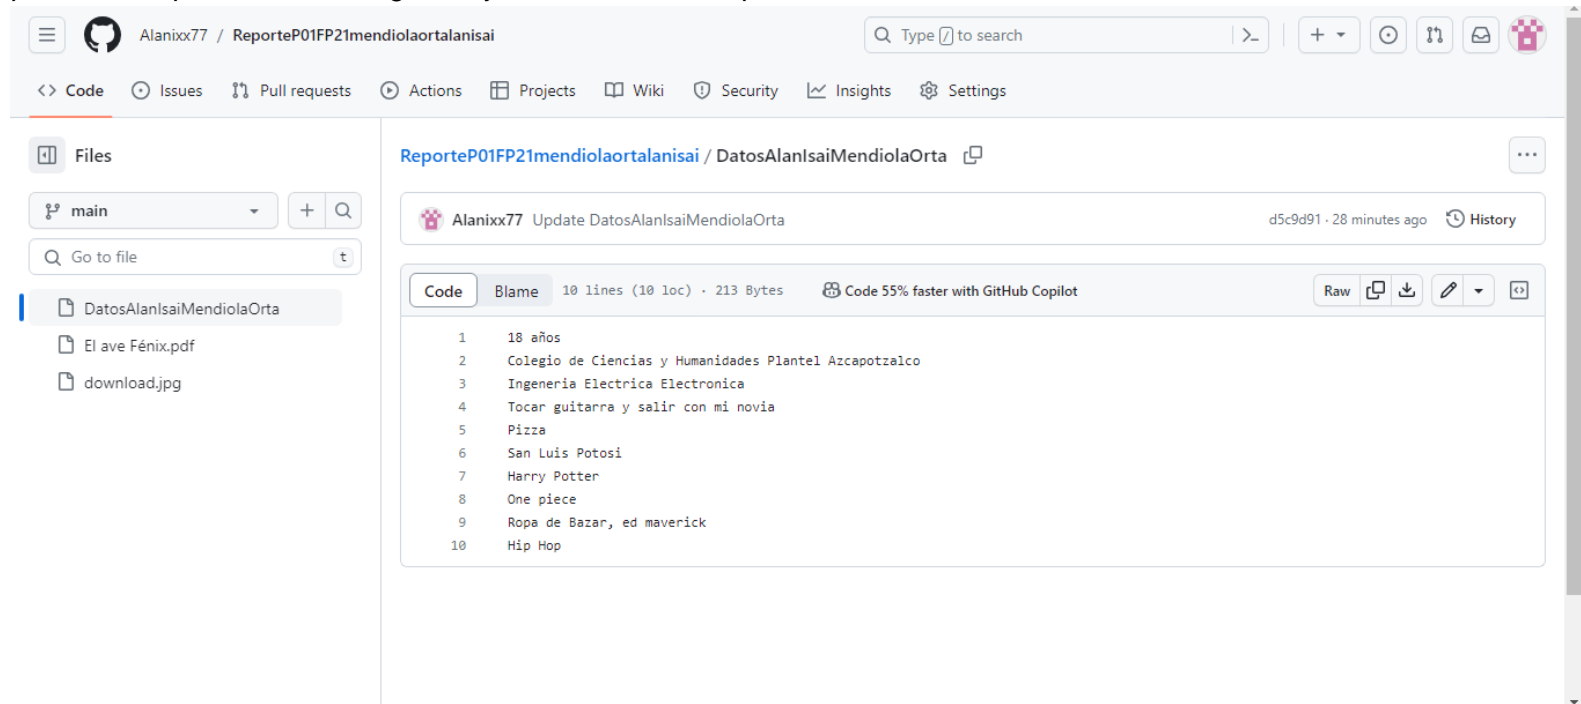 Alanixx77 / ReporteP01FP21mendiolaortalanisai
Type / to search
Code Issues Pull requests Actions Projects Wiki Security Insights Settings
Files
ReporteP01FP21mendiolaortalanisai / DatosAlanIsaiMendiolaOrta
main
Alanixx77 Update DatosAlanIsaiMendiolaOrta
d5c9d91 · 28 minutes ago History
Go to file t
Code Blame 10 lines (10 loc) · 213 Bytes Code 55% faster with GitHub Copilot Raw
DatosAlanIsaiMendiolaOrta
El ave Fénix.pdf
download.jpg
1 18 años
2 Colegio de Ciencias y Humanidades Plantel Azcapotzalco
3 Ingeneria Electrica Electronica
4 Tocar guitarra y salir con mi novia
5 Pizza
6 San Luis Potosi
7 Harry Potter
8 One piece
9 Ropa de Bazar, ed maverick
10 Hip Hop